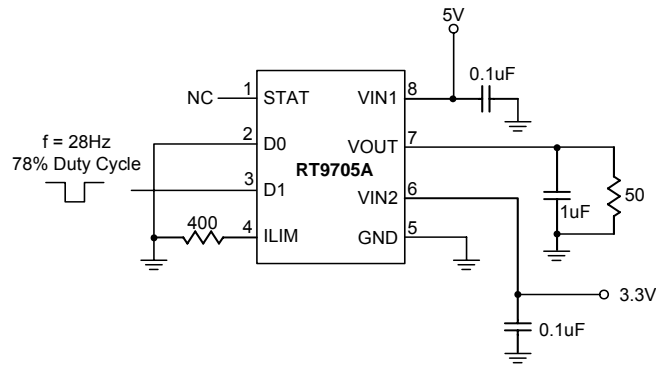 5V
0.1uF
NC
1
STAT
VIN1
8
f = 28Hz
78% Duty Cycle
2
D0
VOUT
7
RT9705A
3
D1
VIN2
6
1uF
50
400
4
ILIM
GND
5
3.3V
0.1uF